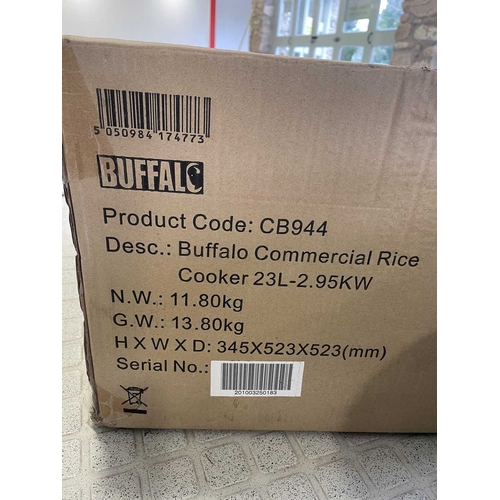 5 050984 174773
BUFFALO
Product Code: CB944
Desc.: Buffalo Commercial Rice
Cooker 23L-2.95KW
N.W.: 11.80kg
G.W.: 13.80kg
H X W X D: 345X523X523(mm)
Serial No.:
201003250183